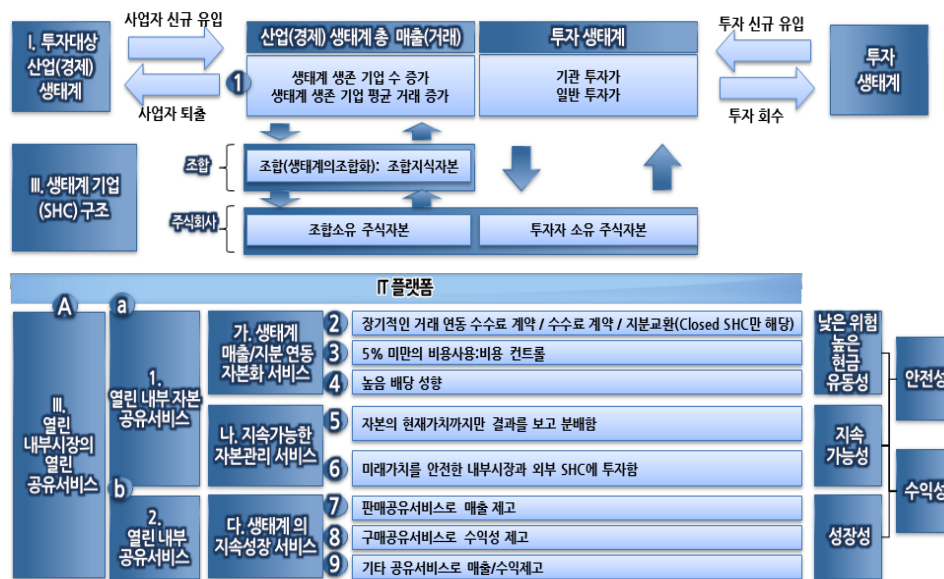 사업자 신규 유입
산업(경제) 생태계 총 매출(거래)
투자 생태계
투자 신규 유입
I. 투자대상
산업(경제)
생태계
1
생태계 생존 기업 수 증가
생태계 생존 기업 평균 거래 증가
기관 투자가
일반 투자가
투자
생태계
사업자 퇴출
투자 회수
III. 생태계 기업
(SHC) 구조
조합
조합(생태계의조합화): 조합지식자본
주식회사
조합소유 주식자본
투자자 소유 주식자본
IT 플랫폼
A
a
III.
열린
내부시장의
열린
공유서비스
1.
열린 내부 자본
공유서비스
가. 생태계
매출/지분 연동
자본화 서비스
2
장기적인 거래 연동 수수료 계약 / 수수료 계약 / 지분교환(Closed SHC만 해당)
3
5% 미만의 비용사용:비용 컨트롤
4
높음 배당 성향
낮은 위험
높은
현금
유동성
안전성
나. 지속가능한
자본관리 서비스
5
자본의 현재가치까지만 결과를 보고 분배함
6
미래가치를 안전한 내부시장과 외부 SHC에 투자함
지속
가능성
수익성
b
2.
열린 내부
공유서비스
다. 생태계 의
지속성장 서비스
7
판매공유서비스로 매출 제고
8
구매공유서비스로 수익성 제고
9
기타 공유서비스로 매출/수익제고
성장성